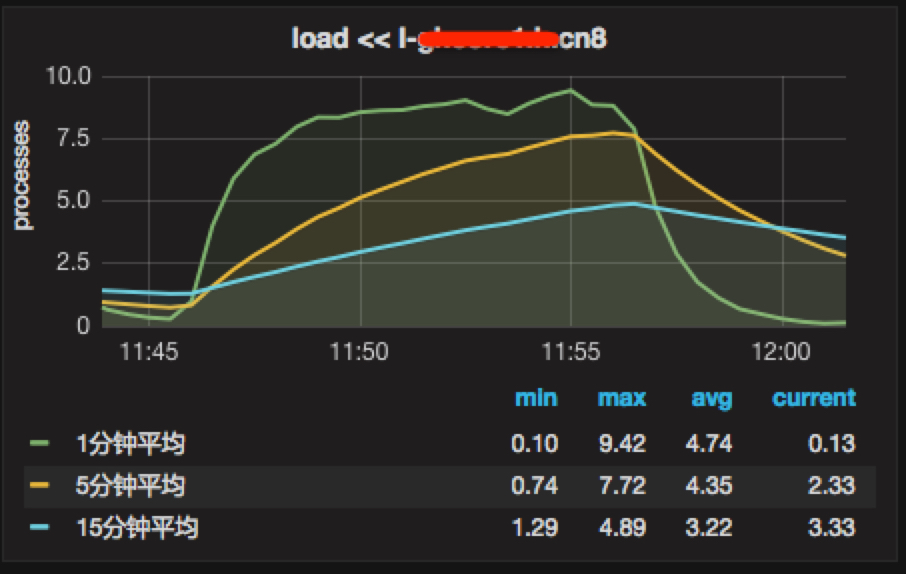 load << l-cn8
10.0
7.5
5.0
2.5
0
processes
11:45 11:50 11:55 12:00
min max avg current
1分钟平均 0.10 9.42 4.74 0.13
5分钟平均 0.74 7.72 4.35 2.33
15分钟平均 1.29 4.89 3.22 3.33